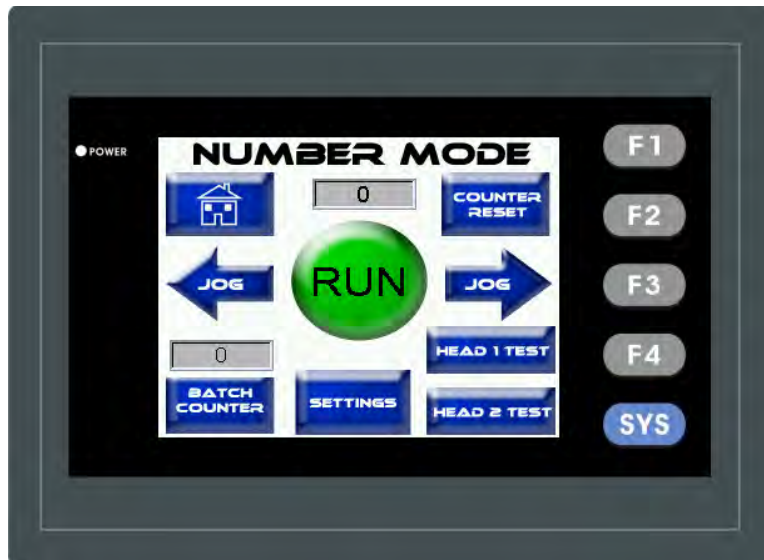 POWER
NUMBER MODE
0
COUNTER
RESET
JOG
RUN
JOG
0
BATCH
COUNTER
SETTINGS
HEAD 1 TEST
HEAD 2 TEST
F1
F2
F3
F4
SYS